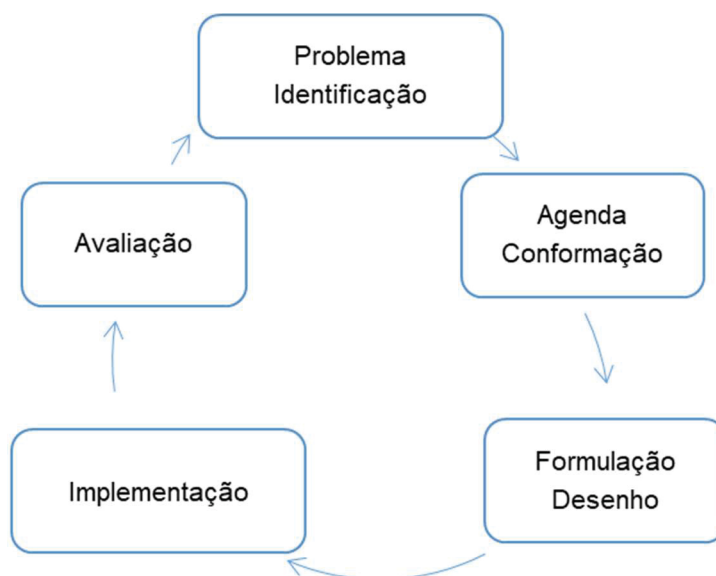 Problema
Identificação
Agenda
Conformação
Formulação
Desenho
Implementação
Avaliação